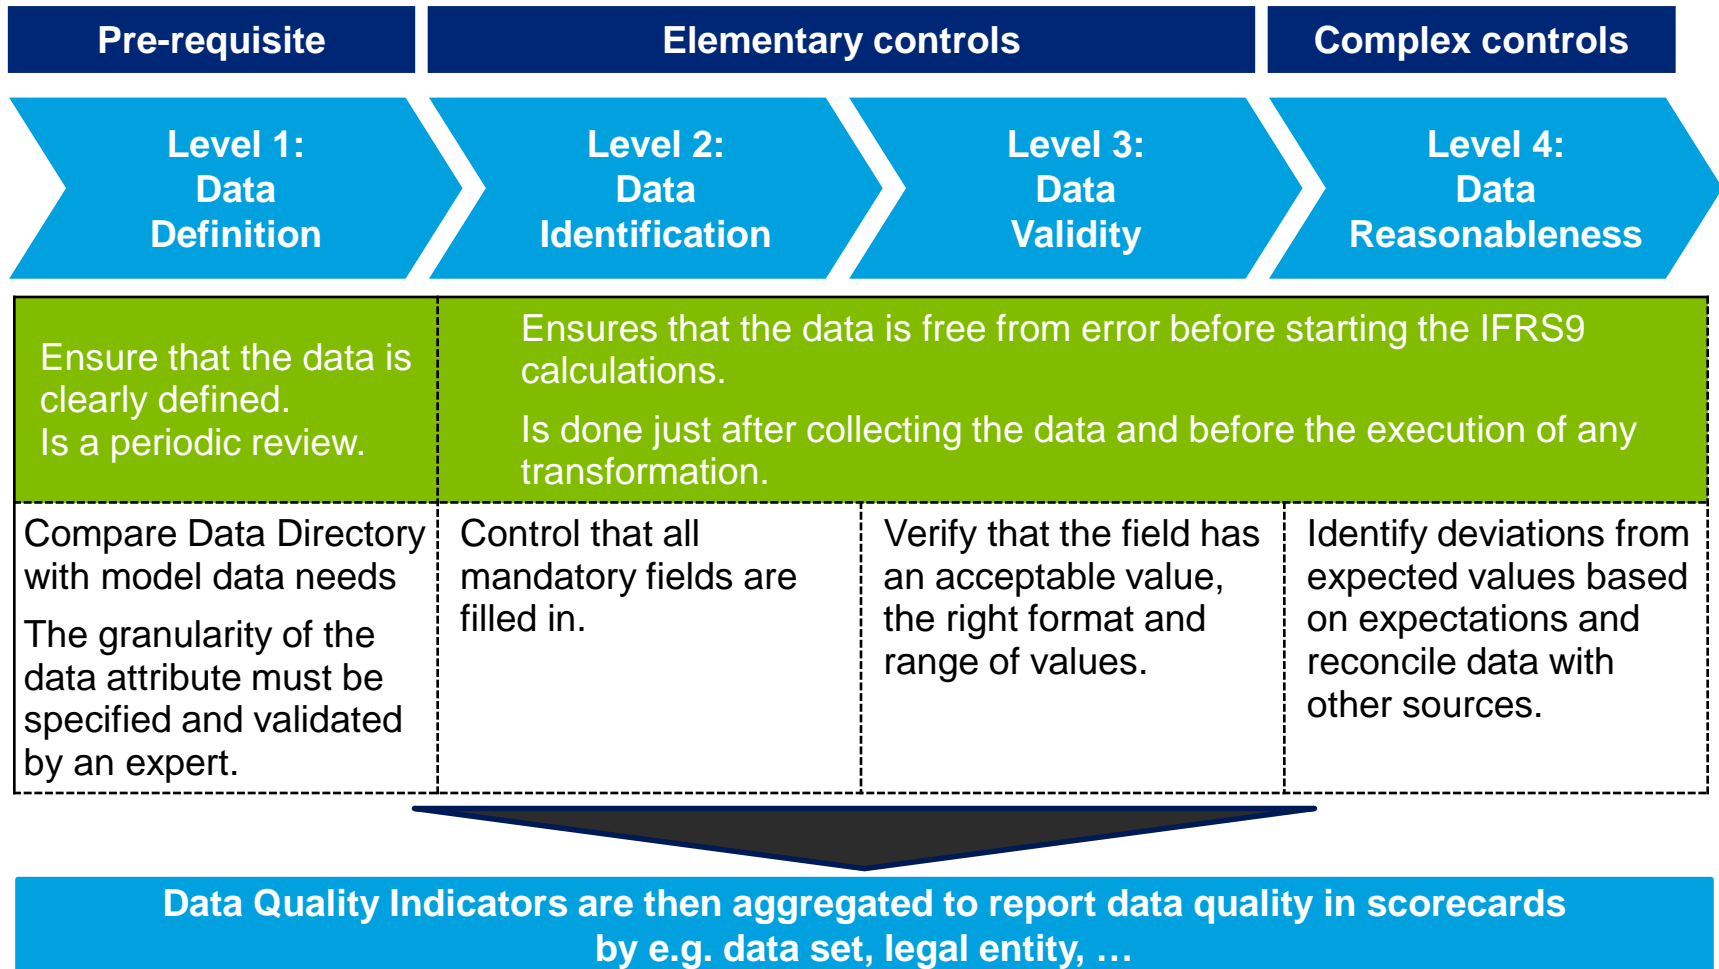 Pre-requisite
Elementary controls
Complex controls
Level 1:
Data
Definition
Level 2:
Data
Identification
Level 3:
Data
Validity
Level 4:
Data
Reasonableness
Ensure that the data is
clearly defined.
Is a periodic review.
Ensures that the data is free from error before starting the IFRS9
calculations.
Is done just after collecting the data and before the execution of any
transformation.
Compare Data Directory
with model data needs
The granularity of the
data attribute must be
specified and validated
by an expert.
Control that all
mandatory fields are
filled in.
Verify that the field has
an acceptable value,
the right format and
range of values.
Identify deviations from
expected values based
on expectations and
reconcile data with
other sources.
Data Quality Indicators are then aggregated to report data quality in scorecards
by e.g. data set, legal entity, …